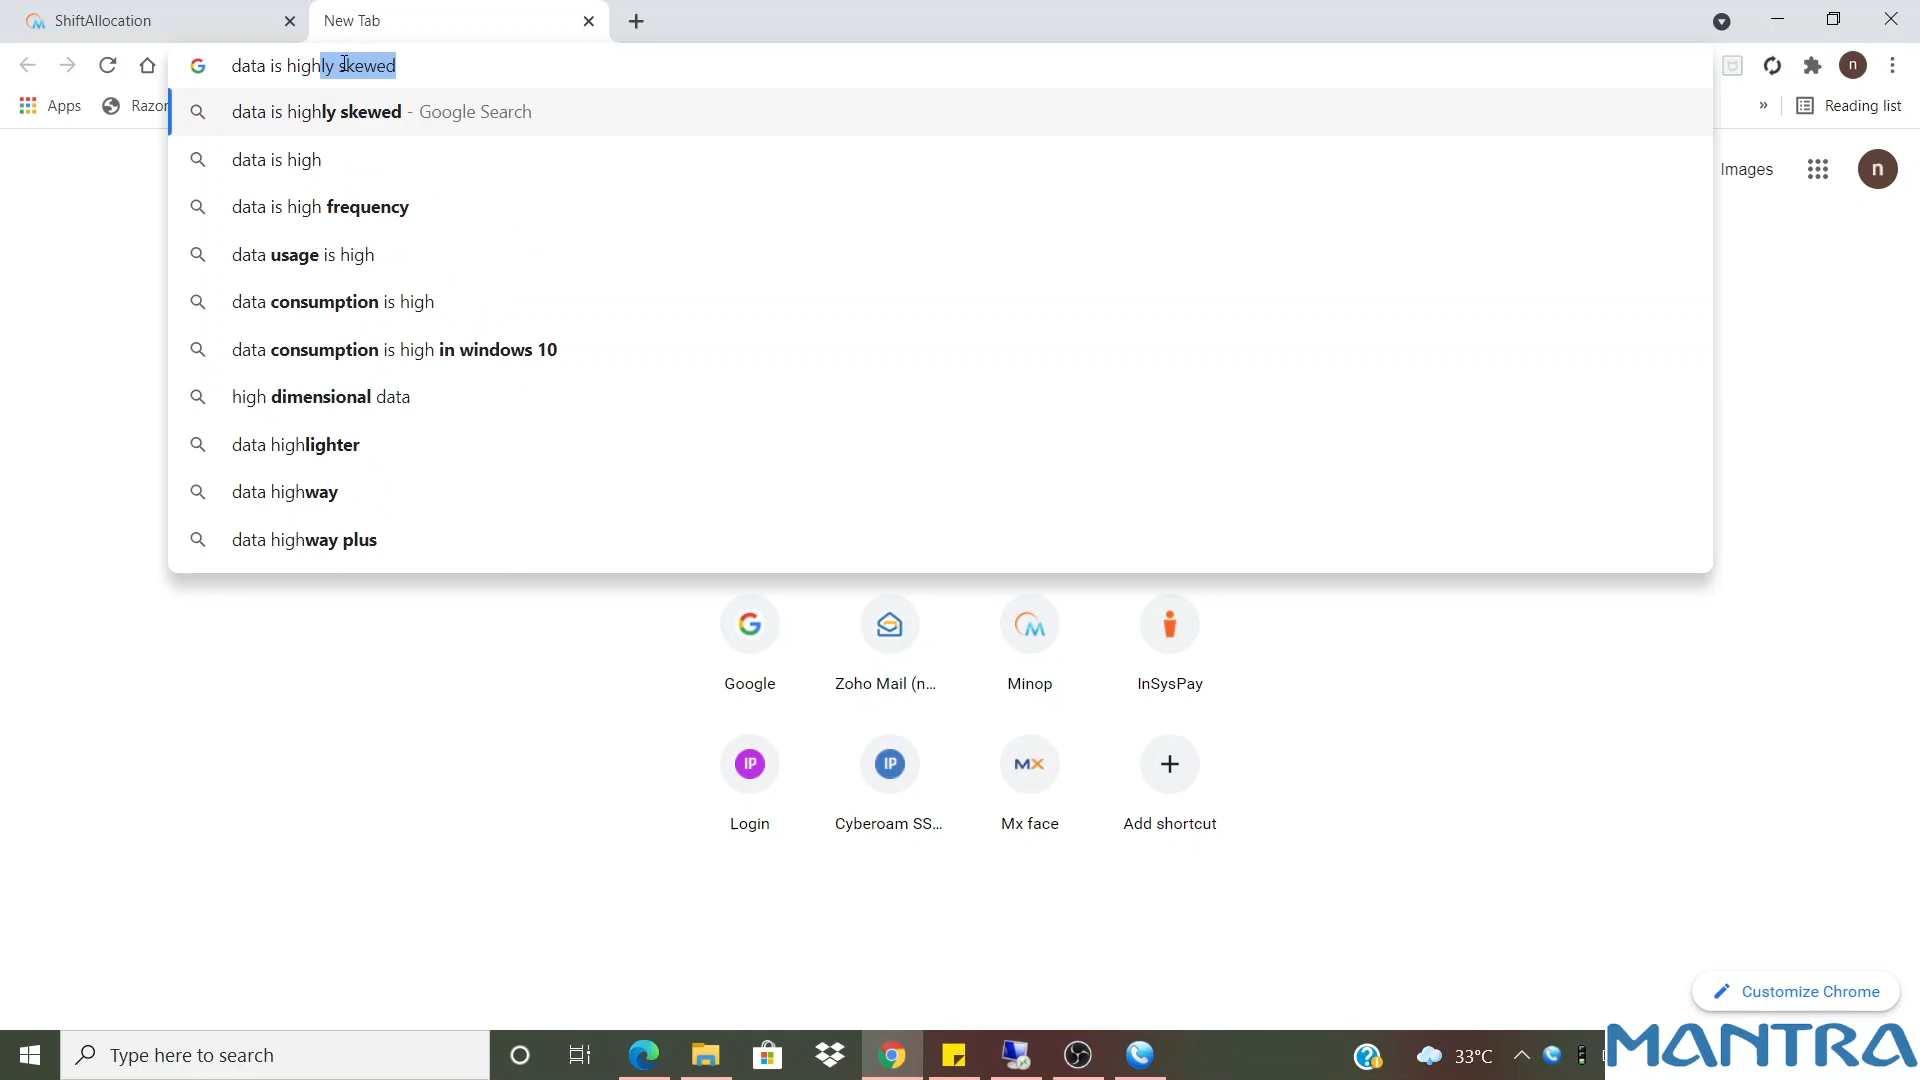 ShiftAllocation
New Tab
data is highly skewed
Apps
Razor
Reading list
data is highly skewed - Google Search
data is high
data is high frequency
data usage is high
data consumption is high
data consumption is high in windows 10
high dimensional data
data highlighter
data highway
data highway plus
Images
n
n
Google
Zoho Mail (n...
Minop
InSysPay
IP
IP
MX
Login
Cyberoam SS...
Mx face
Add shortcut
Customize Chrome
Type here to search
33°C
MANTRA